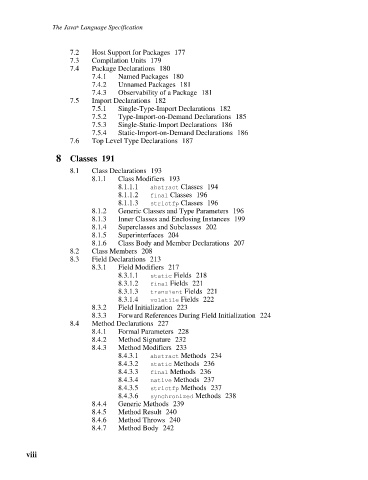 The Java® Language Specification
7.2 Host Support for Packages 177
7.3 Compilation Units 179
7.4 Package Declarations 180
7.4.1 Named Packages 180
7.4.2 Unnamed Packages 181
7.4.3 Observability of a Package 181
7.5 Import Declarations 182
7.5.1 Single-Type-Import Declarations 182
7.5.2 Type-Import-on-Demand Declarations 185
7.5.3 Single-Static-Import Declarations 186
7.5.4 Static-Import-on-Demand Declarations 186
7.6 Top Level Type Declarations 187
8 Classes 191
8.1 Class Declarations 193
8.1.1 Class Modifiers 193
8.1.1.1 abstract Classes 194
8.1.1.2 final Classes 196
8.1.1.3 strictfp Classes 196
8.1.2 Generic Classes and Type Parameters 196
8.1.3 Inner Classes and Enclosing Instances 199
8.1.4 Superclasses and Subclasses 202
8.1.5 Superinterfaces 204
8.1.6 Class Body and Member Declarations 207
8.2 Class Members 208
8.3 Field Declarations 213
8.3.1 Field Modifiers 217
8.3.1.1 static Fields 218
8.3.1.2 final Fields 221
8.3.1.3 transient Fields 221
8.3.1.4 volatile Fields 222
8.3.2 Field Initialization 223
8.3.3 Forward References During Field Initialization 224
8.4 Method Declarations 227
8.4.1 Formal Parameters 228
8.4.2 Method Signature 232
8.4.3 Method Modifiers 233
8.4.3.1 abstract Methods 234
8.4.3.2 static Methods 236
8.4.3.3 final Methods 236
8.4.3.4 native Methods 237
8.4.3.5 strictfp Methods 237
8.4.3.6 synchronized Methods 238
8.4.4 Generic Methods 239
8.4.5 Method Result 240
8.4.6 Method Throws 240
8.4.7 Method Body 242
viii